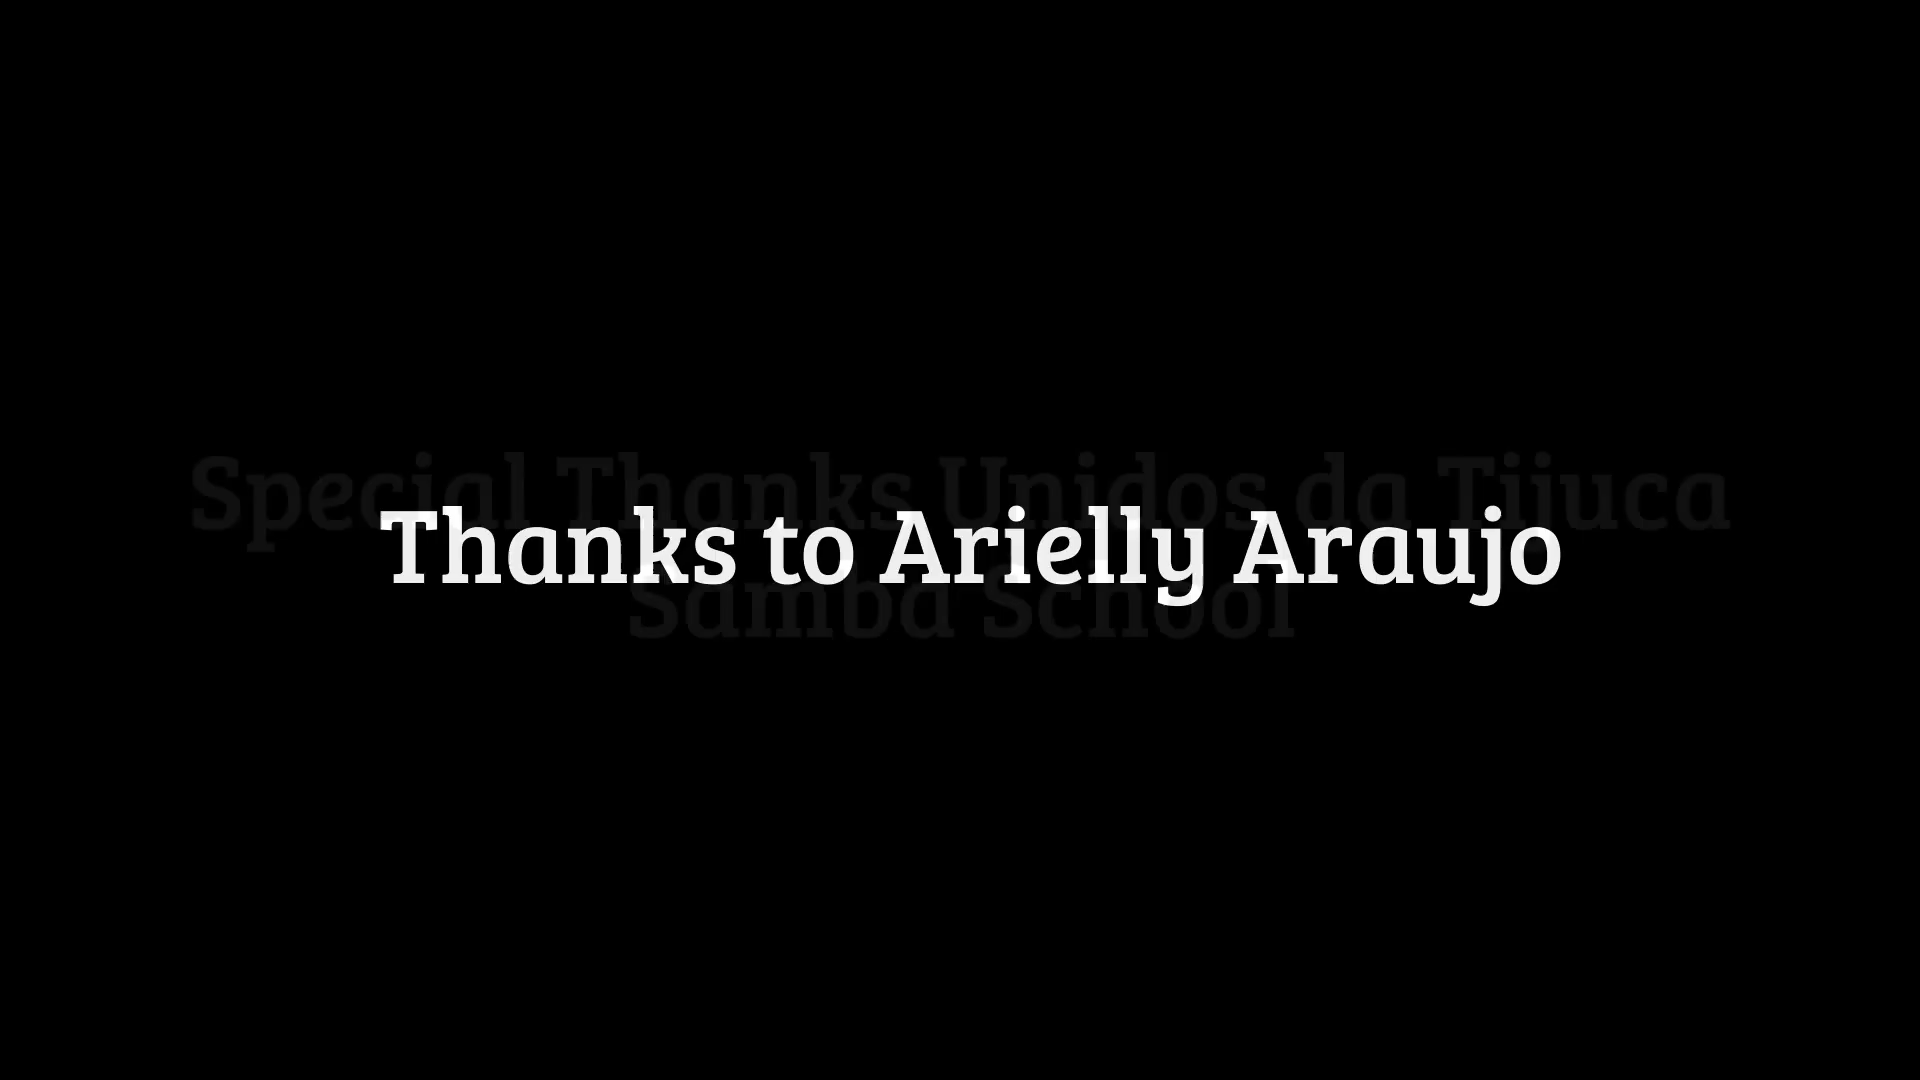 Special Thanks Unidos da Tijuca
Thanks to Arielly Araujo
Samba School